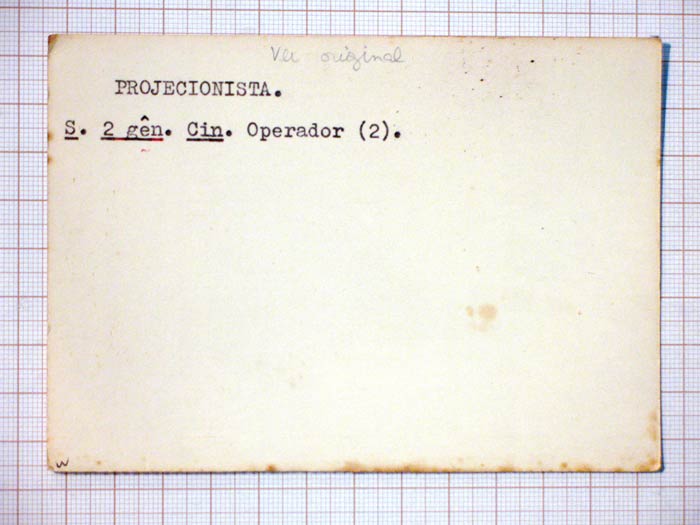 Ver original
PROJECIONISTA.
S. 2 gên. Cin. Operador (2).